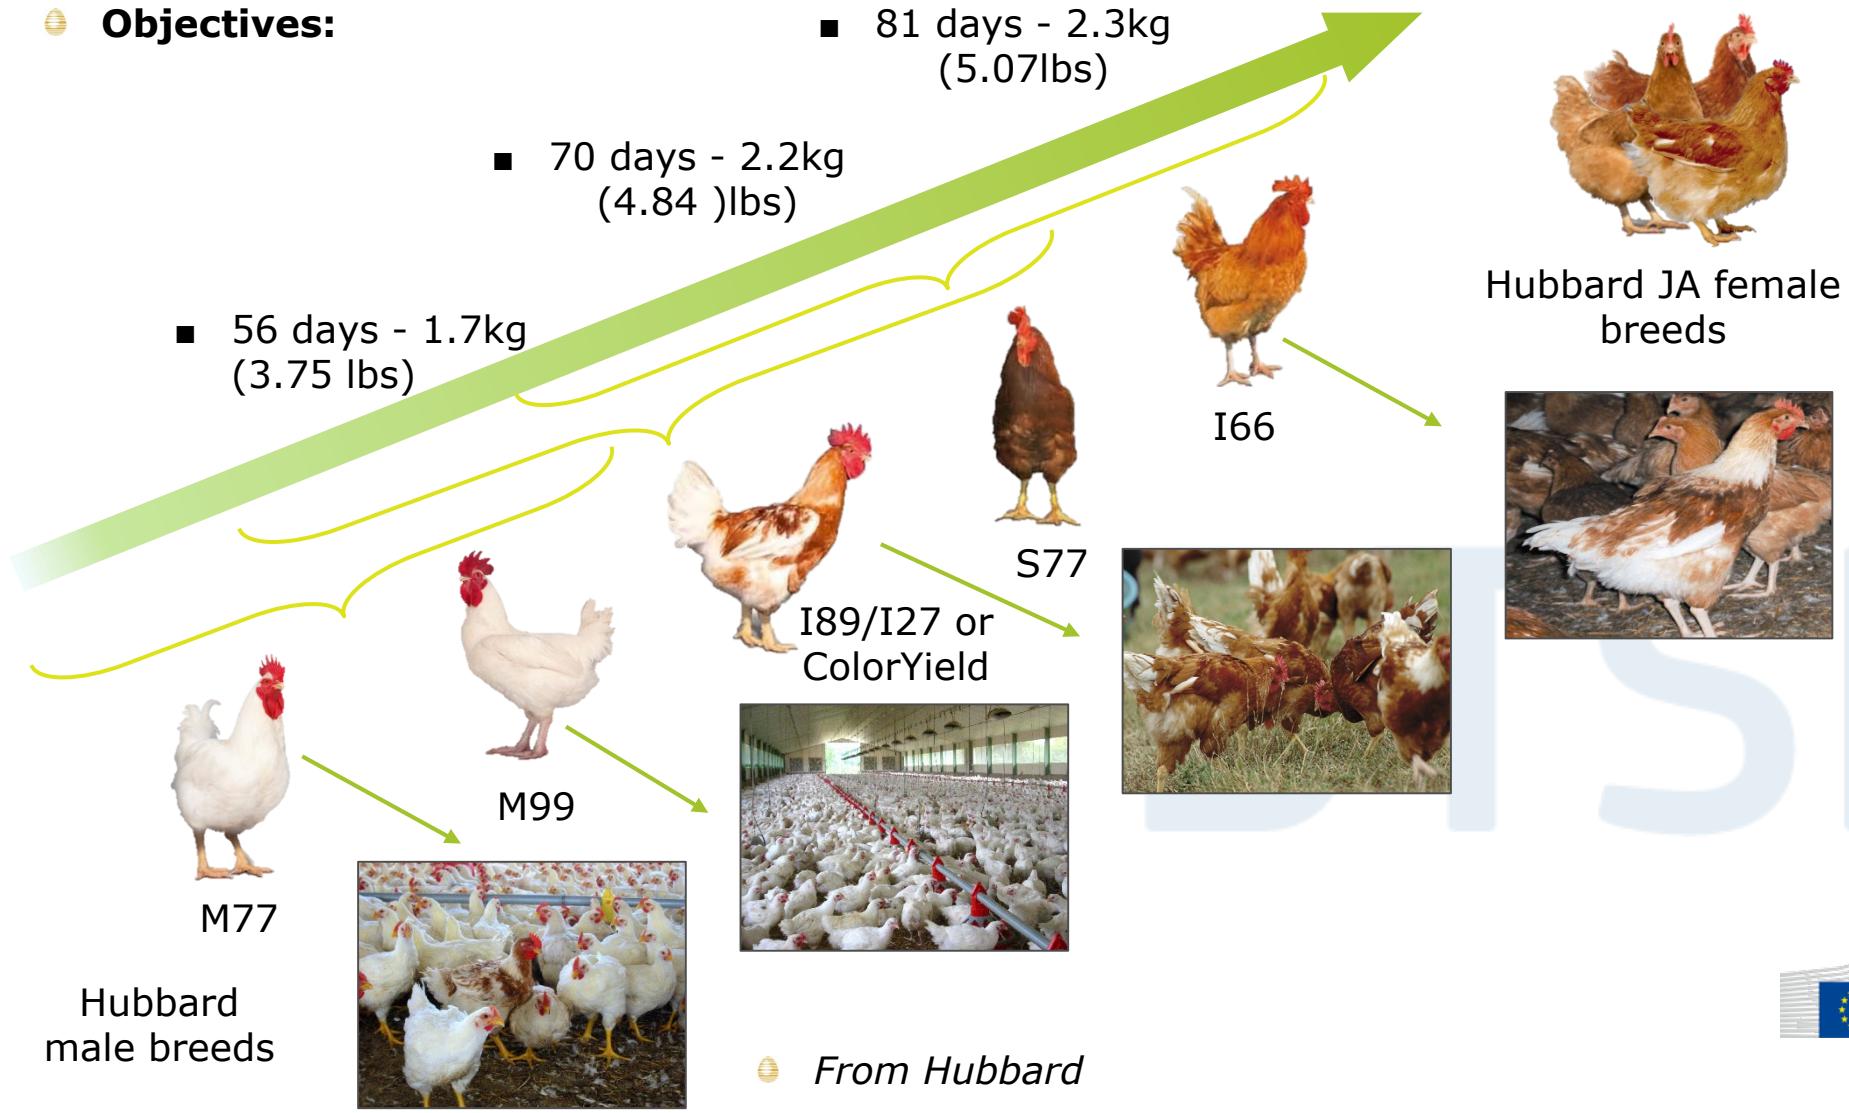 Objectives:
81 days - 2.3kg
(5.07lbs)
70 days - 2.2kg
(4.84 )lbs)
56 days - 1.7kg
(3.75 lbs)
Hubbard JA female
breeds
I66
S77
I89/I27 or
ColorYield
M99
M77
Hubbard
male breeds
From Hubbard